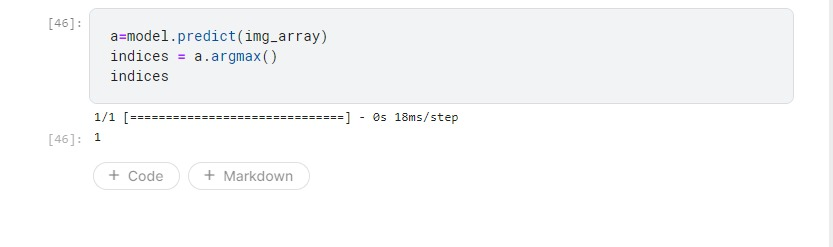 [46]:
a=model.predict(img_array)
indices = a.argmax()
indices
1/1 [==============================] - 0s 18ms/step
[46]: 1
+ Code + Markdown